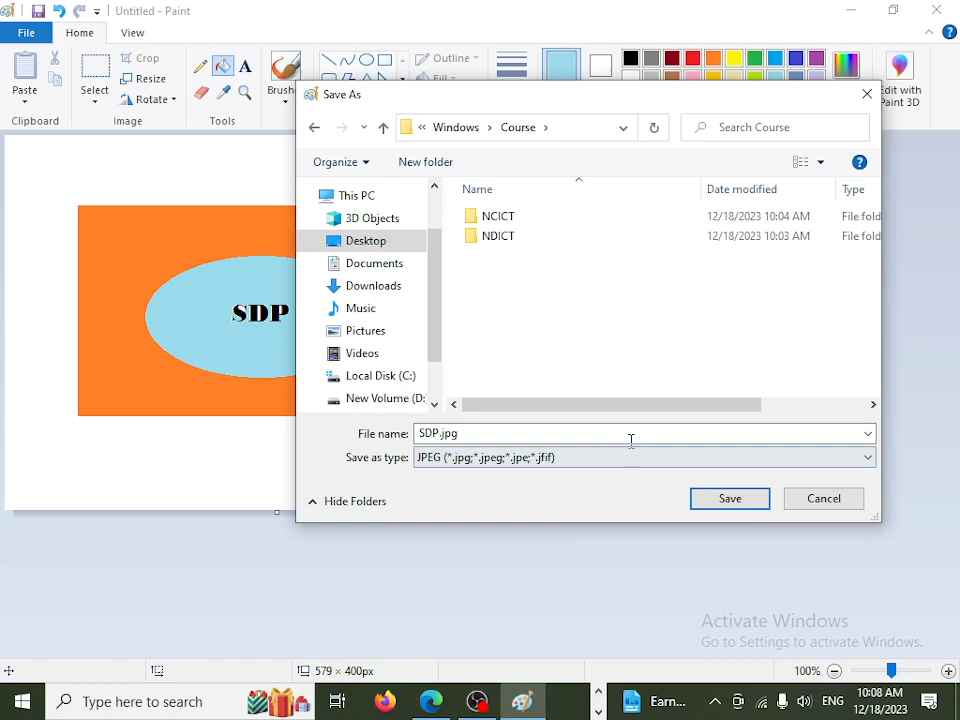 Untitled - Paint
File Home View
Paste
Clipboard
Select
Crop
Resize
Rotate
Image
Tools
Brush
Outline
Fill
Edit with
Paint 3D
SDP
Save As
« Windows › Course ›
Search Course
Organize
New folder
This PC
3D Objects
Desktop
Documents
Downloads
Music
Pictures
Videos
Local Disk (C:)
New Volume (D:
Name Date modified Type
NCICT 12/18/2023 10:04 AM File fold
NDICT 12/18/2023 10:03 AM File fold
File name: SDP.jpg
Save as type: JPEG (*.jpg;*.jpeg;*.jpe;*.jfif)
Hide Folders
Save
Cancel
Activate Windows
Go to Settings to activate Windows.
579 × 400px
100%
Type here to search
Earn...
ENG
10:08 AM
12/18/2023